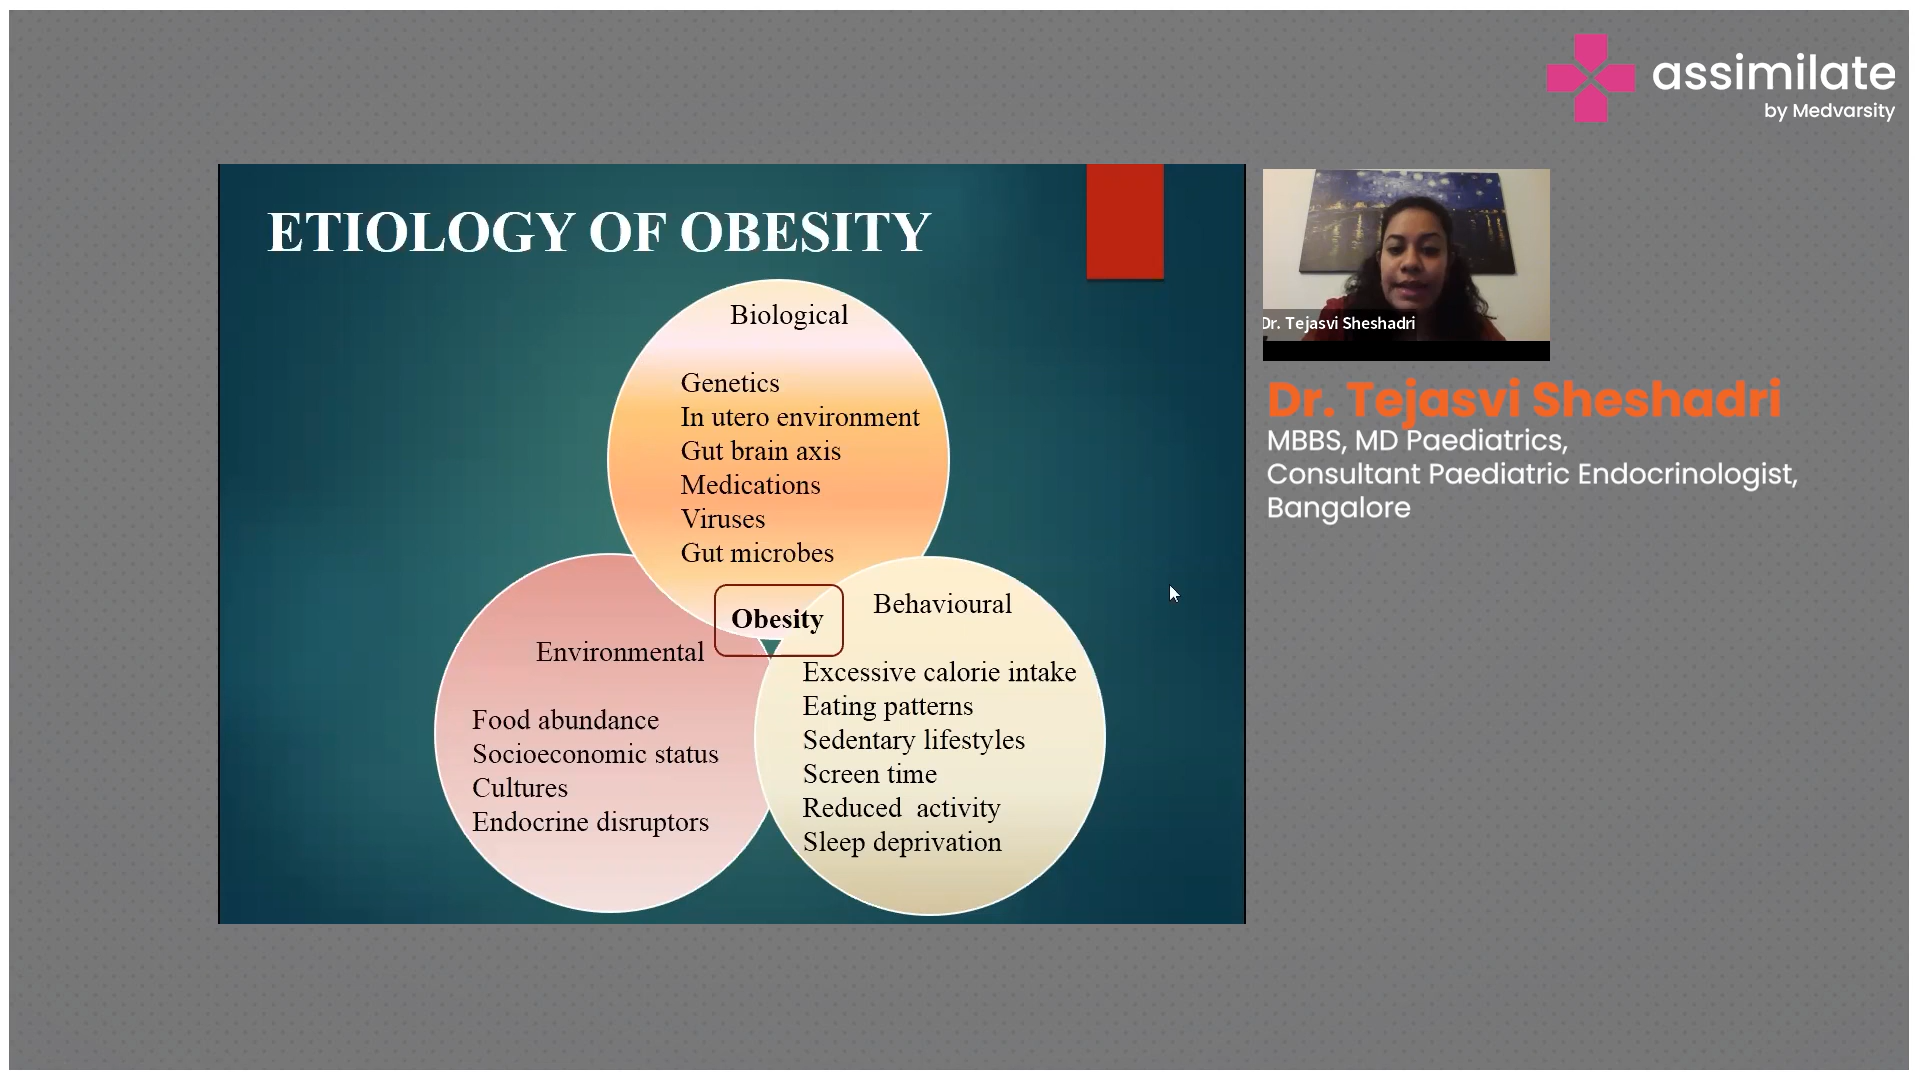 assimilate
by Medvarsity
ETIOLOGY OF OBESITY
Biological
Genetics
In utero environment
Gut brain axis
Medications
Viruses
Gut microbes
Obesity
Environmental
Food abundance
Socioeconomic status
Cultures
Endocrine disruptors
Behavioural
Excessive calorie intake
Eating patterns
Sedentary lifestyles
Screen time
Reduced  activity
Sleep deprivation
Dr. Tejasvi Sheshadri
Dr. Tejasvi Sheshadri
MBBS, MD Paediatrics,
Consultant Paediatric Endocrinologist,
Bangalore